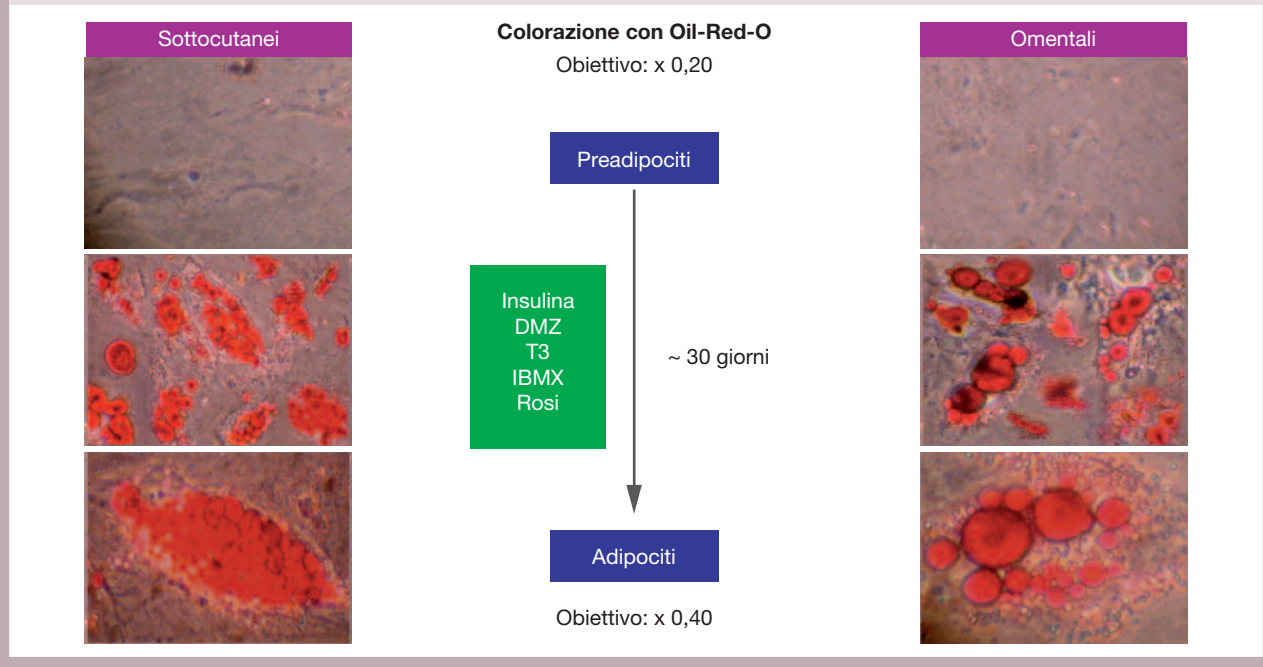 Sottocutanei
Colorazione con Oil-Red-O
Obiettivo: x 0,20
Omentali
Preadipociti
Insulina
DMZ
T3
IBMX
Rosi
~ 30 giorni
Adipociti
Obiettivo: x 0,40